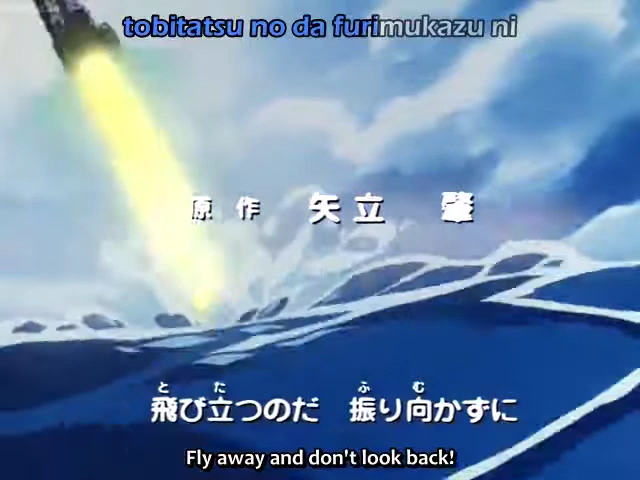 tobitatsu no da furimukazu ni
原作 矢立 肇
と た ふ む
飛び立つのだ 振り向かずに
Fly away and don't look back!